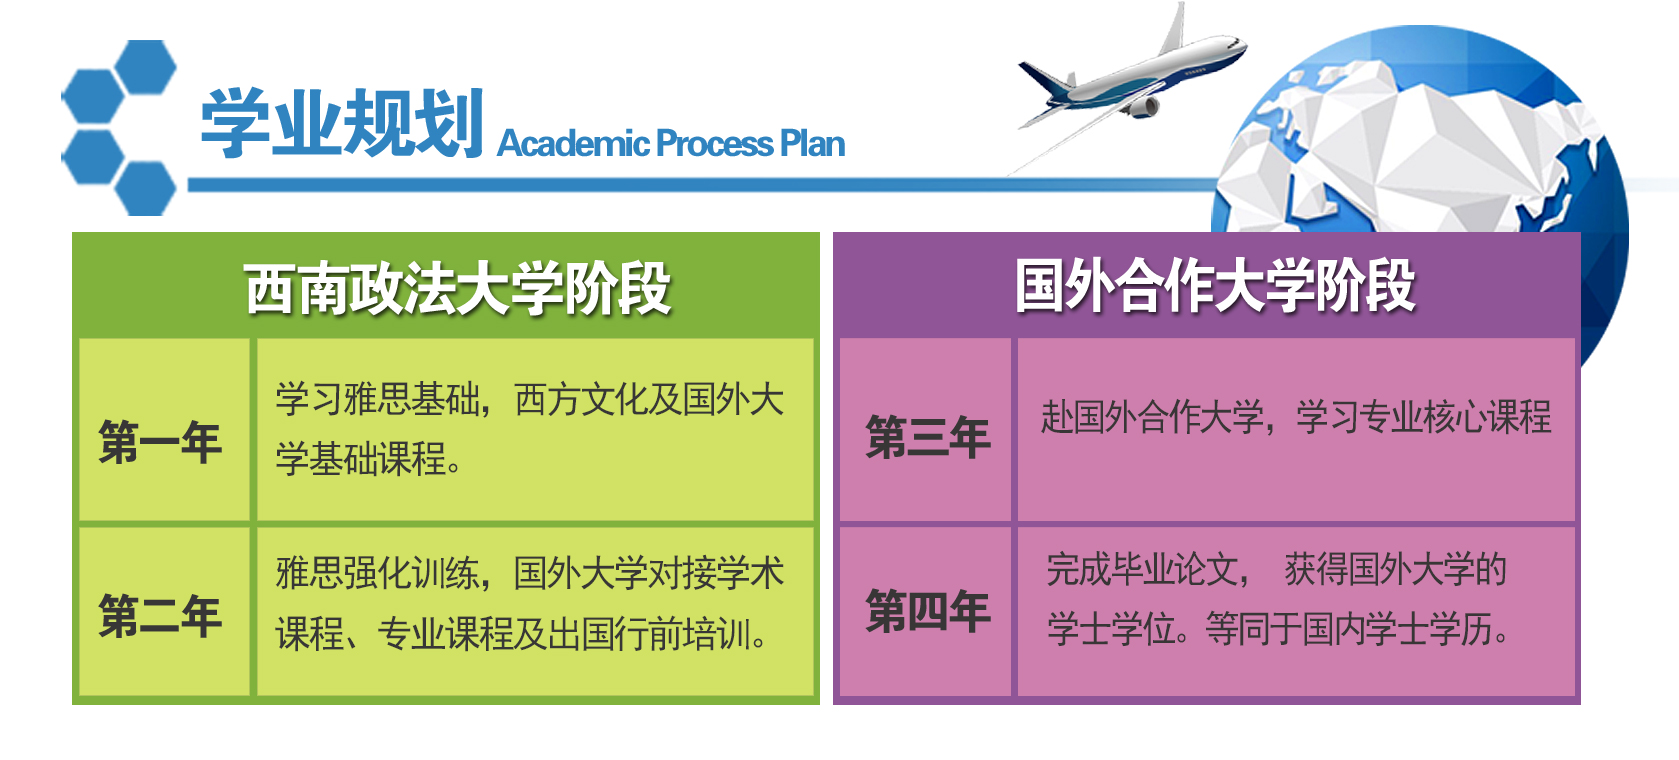 学业规划 Academic Process Plan
西南政法大学阶段
第一年
学习雅思基础，西方文化及国外大
学基础课程。
第二年
雅思强化训练，国外大学对接学术
课程、专业课程及出国行前培训。
国外合作大学阶段
第三年
赴国外合作大学，学习专业核心课程
第四年
完成毕业论文， 获得国外大学的
学士学位。等同于国内学士学历。